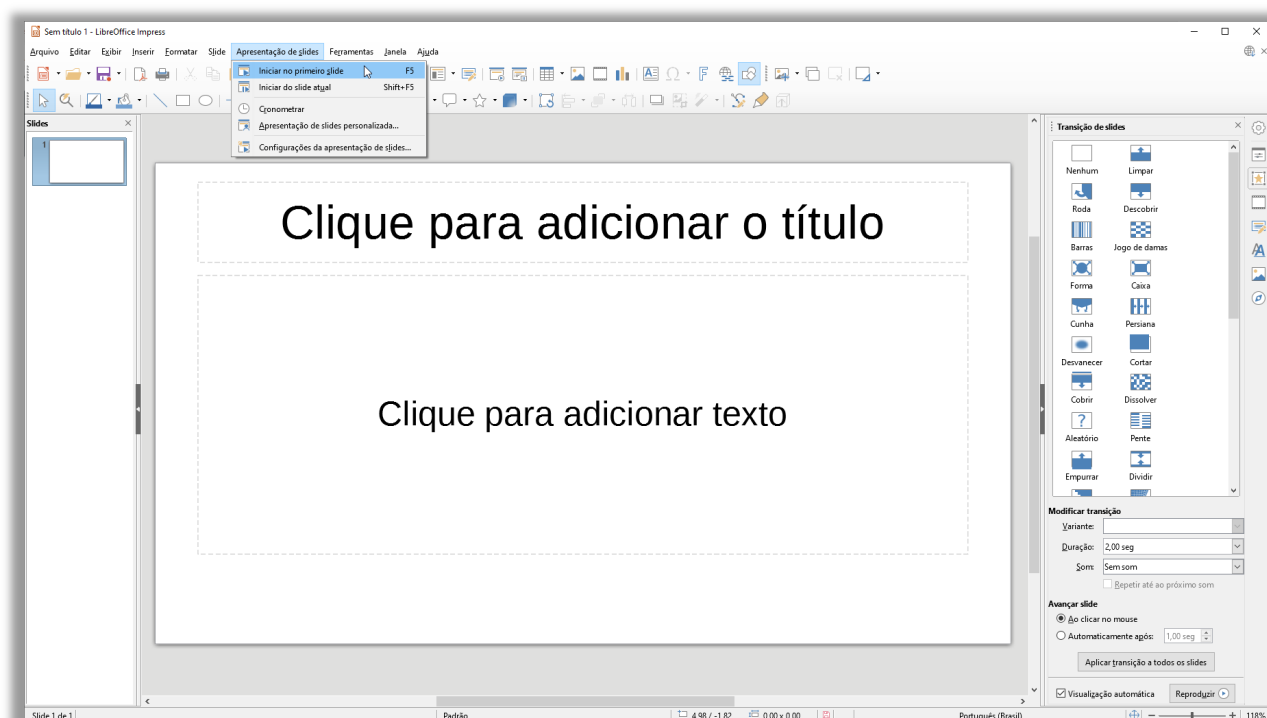 Sem título 1 - LibreOffice Impress
Arquivo Editar Exibir Inserir Formatar Slide Apresentação de slides Ferramentas Janela Ajuda
Iniciar no primeiro slide F5
Iniciar do slide atual Shift+F5
Cronometrar
Apresentação de slides personalizada...
Configurações da apresentação de slides...
Slides
1
Clique para adicionar o título
Clique para adicionar texto
Transição de slides
Nenhum Limpar
Roda Descobrir
Barras Jogo de damas
Forma Caixa
Cunha Persiana
Desvanecer Cortar
Cobrir Dissolver
Aleatório Pente
Empurrar Dividir
Modificar transição
Variante:
Duração: 2,00 seg
Som: Sem som
Repetir até ao próximo som
Avançar slide
Ao clicar no mouse
Automaticamente após: 1,00 seg
Aplicar transição a todos os slides
Visualização automática Reproduzir
Slide 1 de 1 Padrão 4,98 / -1,82 0,00 x 0,00 Português (Brasil) 118%